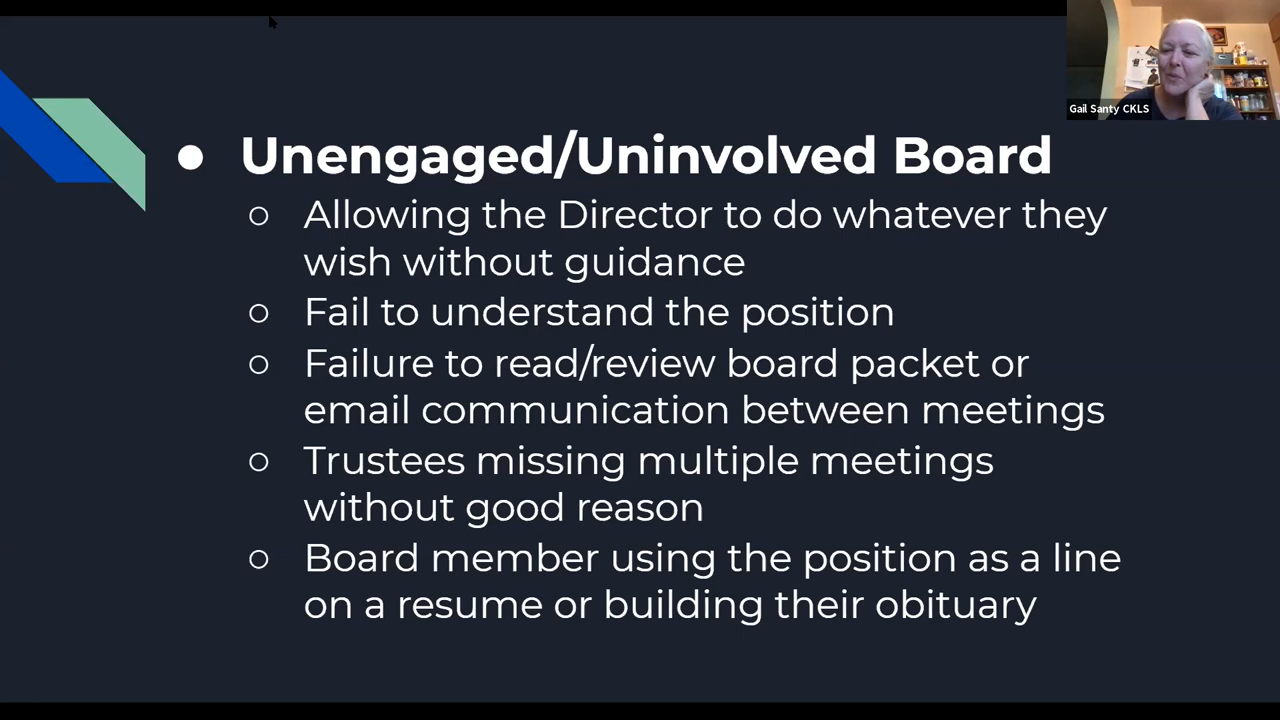 Gail Santy CKLS
● Unengaged/Uninvolved Board
○ Allowing the Director to do whatever they
wish without guidance
○ Fail to understand the position
○ Failure to read/review board packet or
email communication between meetings
○ Trustees missing multiple meetings
without good reason
○ Board member using the position as a line
on a resume or building their obituary